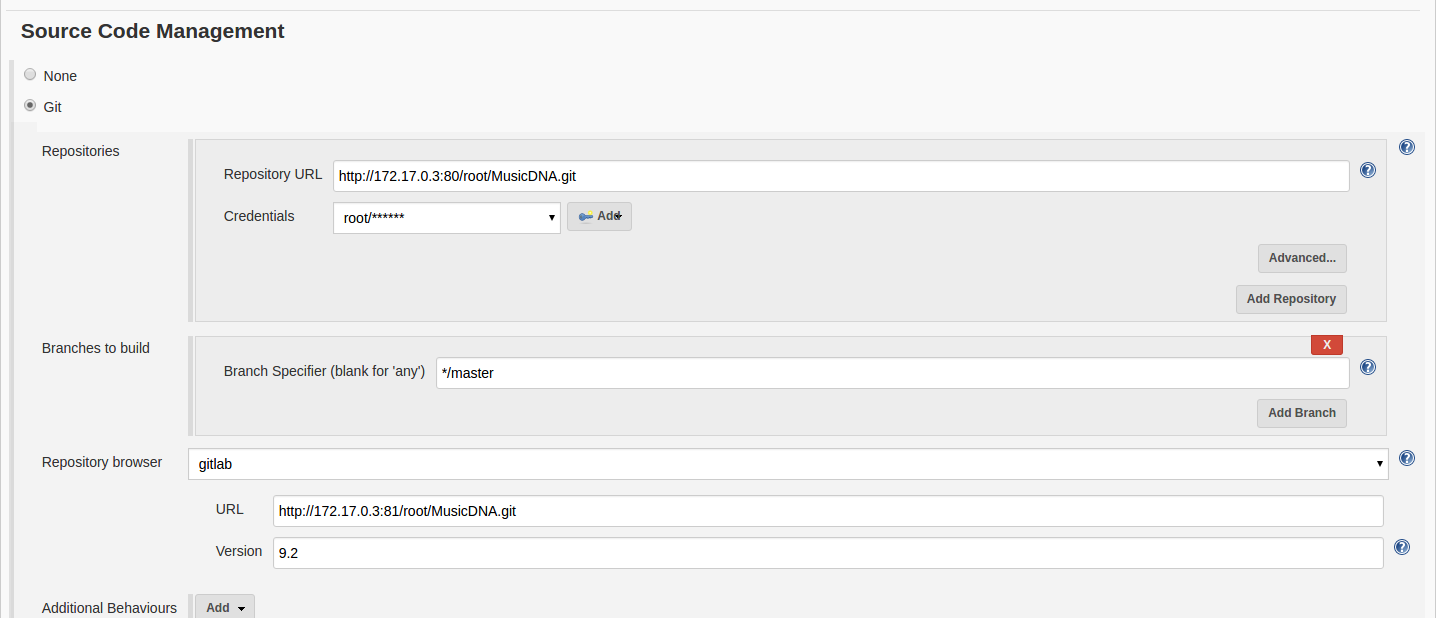 Source Code Management
None
Git
Repositories
Repository URL http://172.17.0.3:80/root/MusicDNA.git
Credentials root/****** Add
Advanced...
Add Repository
Branches to build
X
Branch Specifier (blank for 'any') */master
Add Branch
Repository browser gitlab
URL http://172.17.0.3:81/root/MusicDNA.git
Version 9.2
Additional Behaviours Add